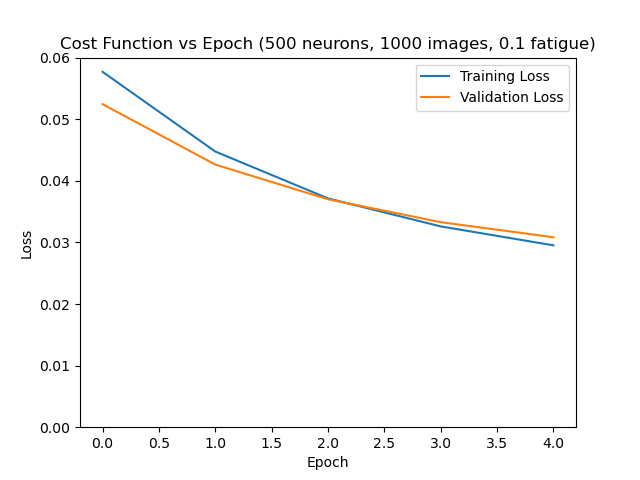 Cost Function vs Epoch (500 neurons, 1000 images, 0.1 fatigue)
Training Loss
Validation Loss
0.06
0.05
0.04
0.03
0.02
0.01
0.00
Loss
0.0 0.5 1.0 1.5 2.0 2.5 3.0 3.5 4.0
Epoch